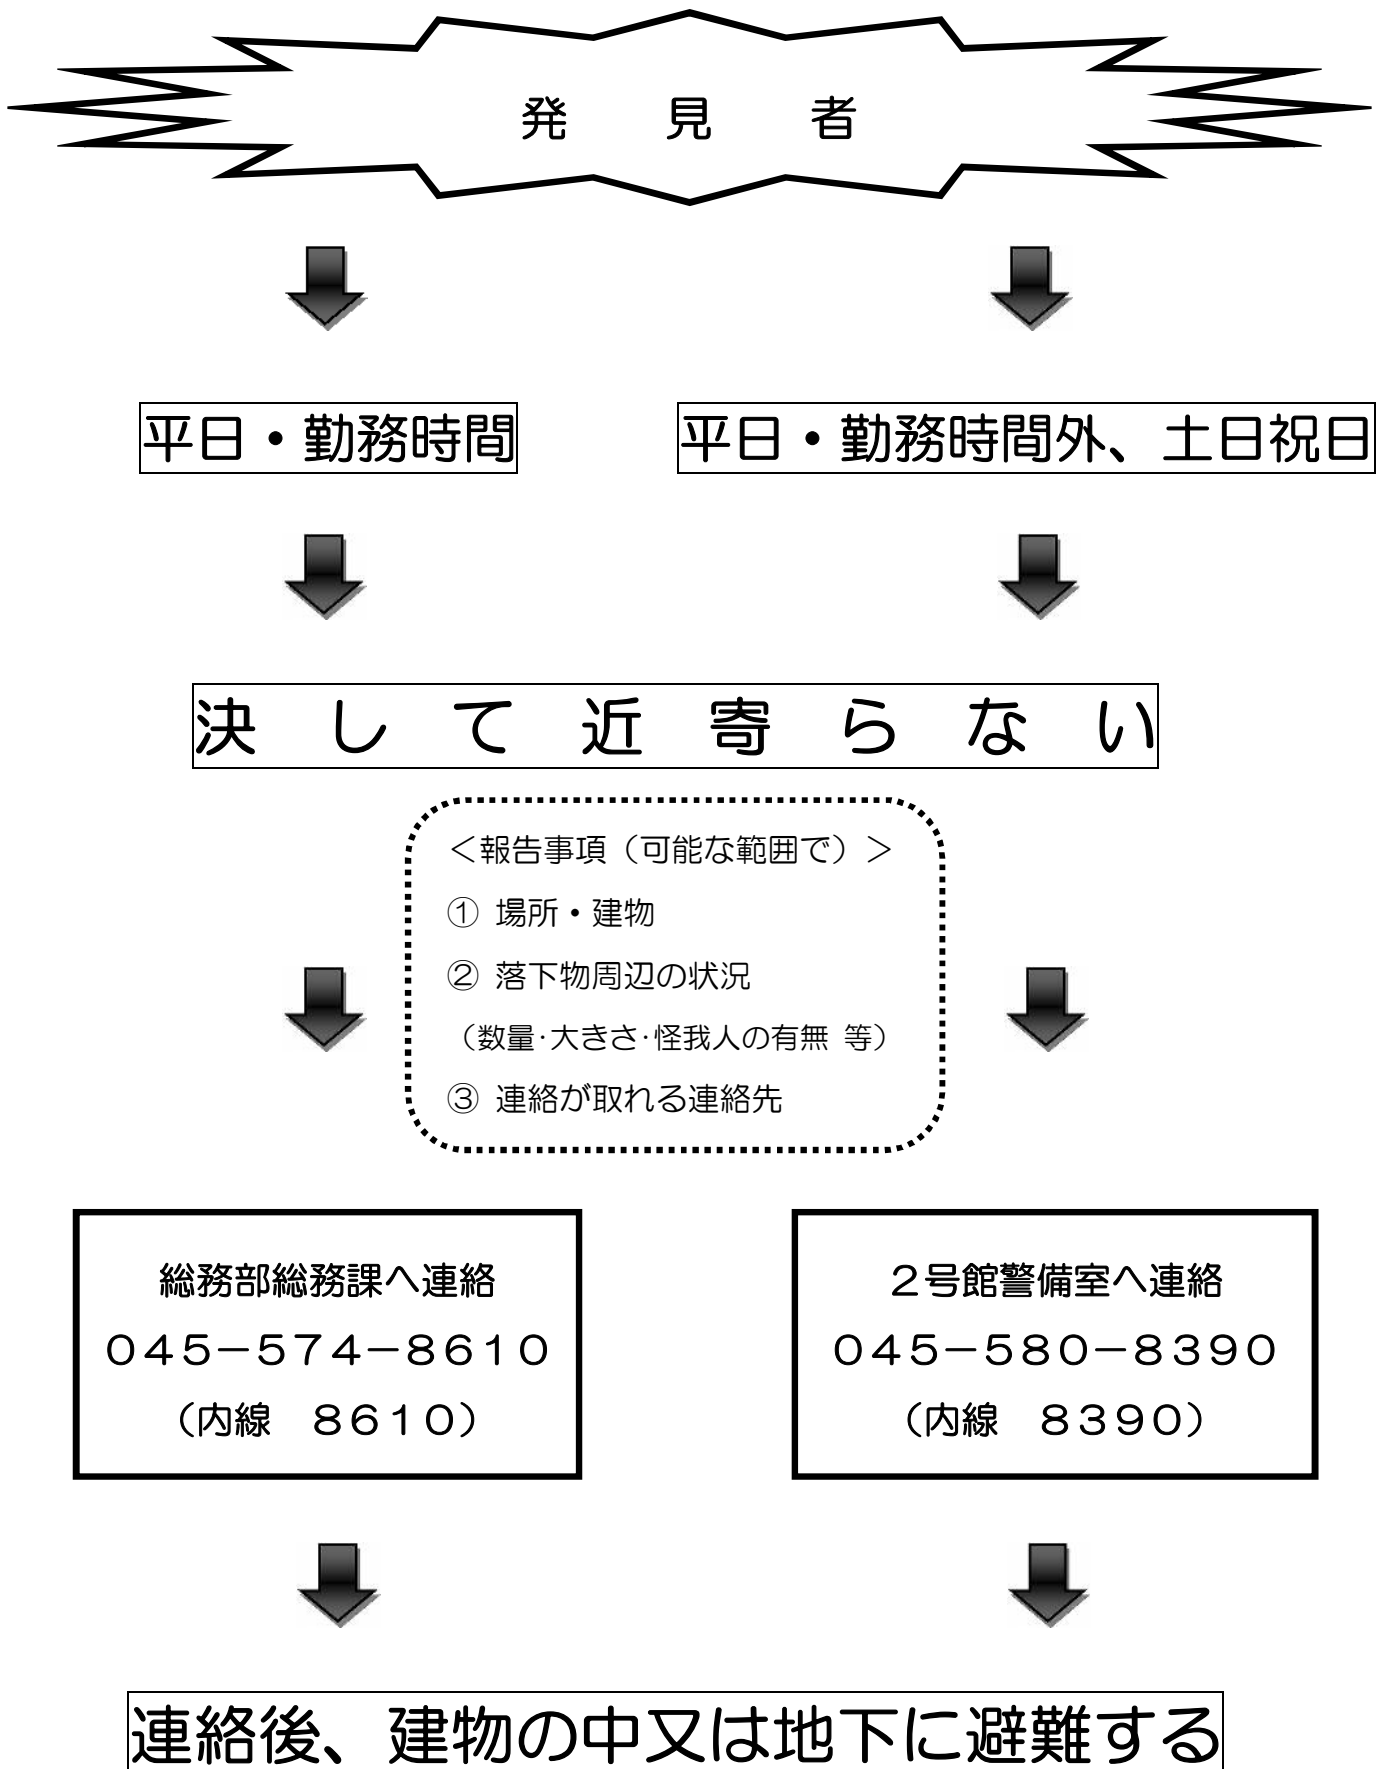 発　見　者
平日・勤務時間
平日・勤務時間外、土日祝日
決して近寄らない
＜報告事項（可能な範囲で）＞
① 場所・建物
② 落下物周辺の状況
（数量･大きさ･怪我人の有無 等）
③ 連絡が取れる連絡先
総務部総務課へ連絡
０４５－５７４－８６１０
（内線　８６１０）
２号館警備室へ連絡
０４５－５８０－８３９０
（内線　８３９０）
連絡後、建物の中又は地下に避難する